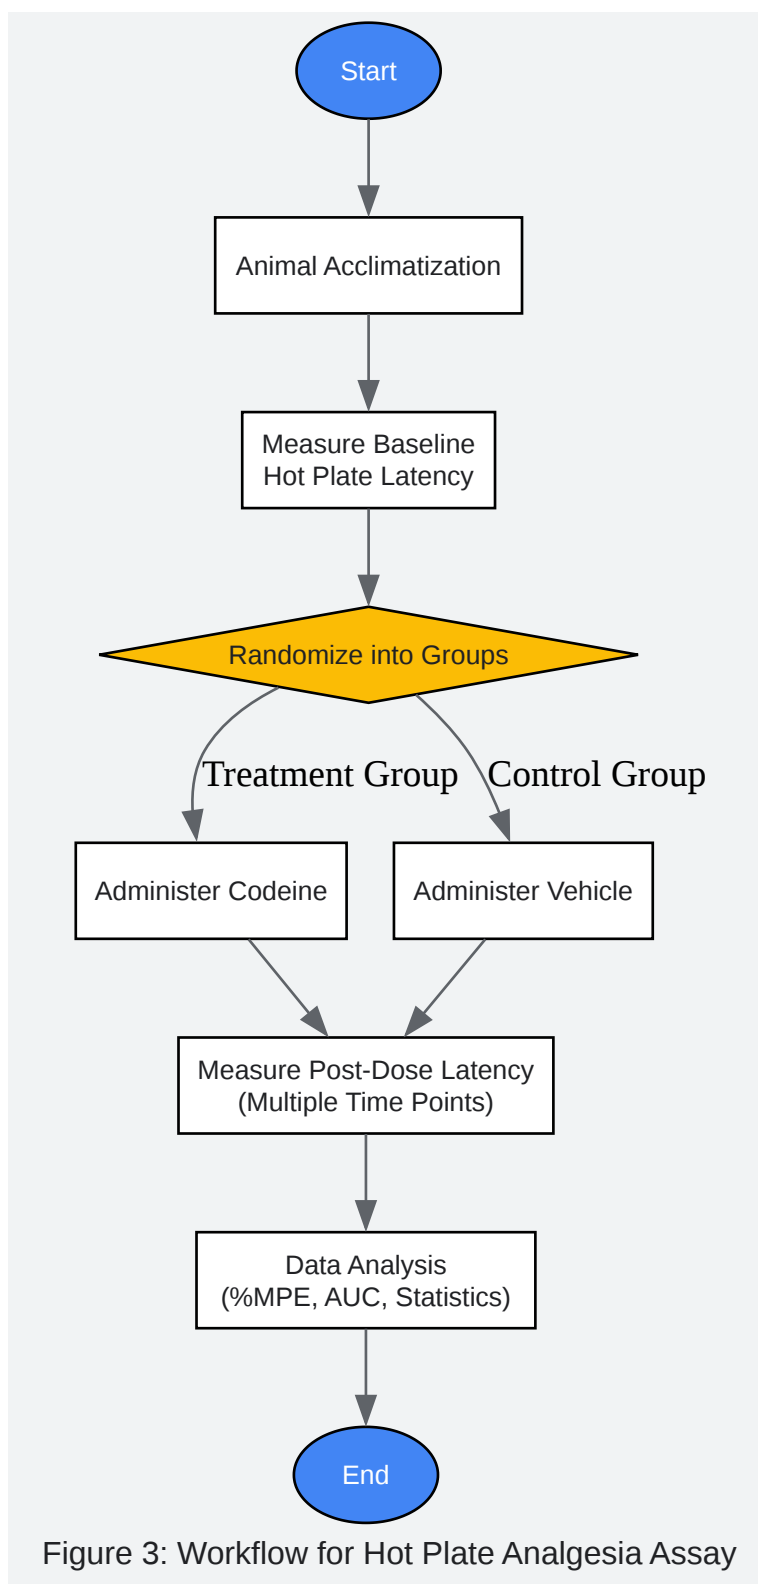 Start
Animal Acclimatization
Measure Baseline
Hot Plate Latency
Randomize into Groups
Treatment Group
Control Group
Administer Codeine
Administer Vehicle
Measure Post-Dose Latency
(Multiple Time Points)
Data Analysis
(%MPE, AUC, Statistics)
End
Figure 3: Workflow for Hot Plate Analgesia Assay